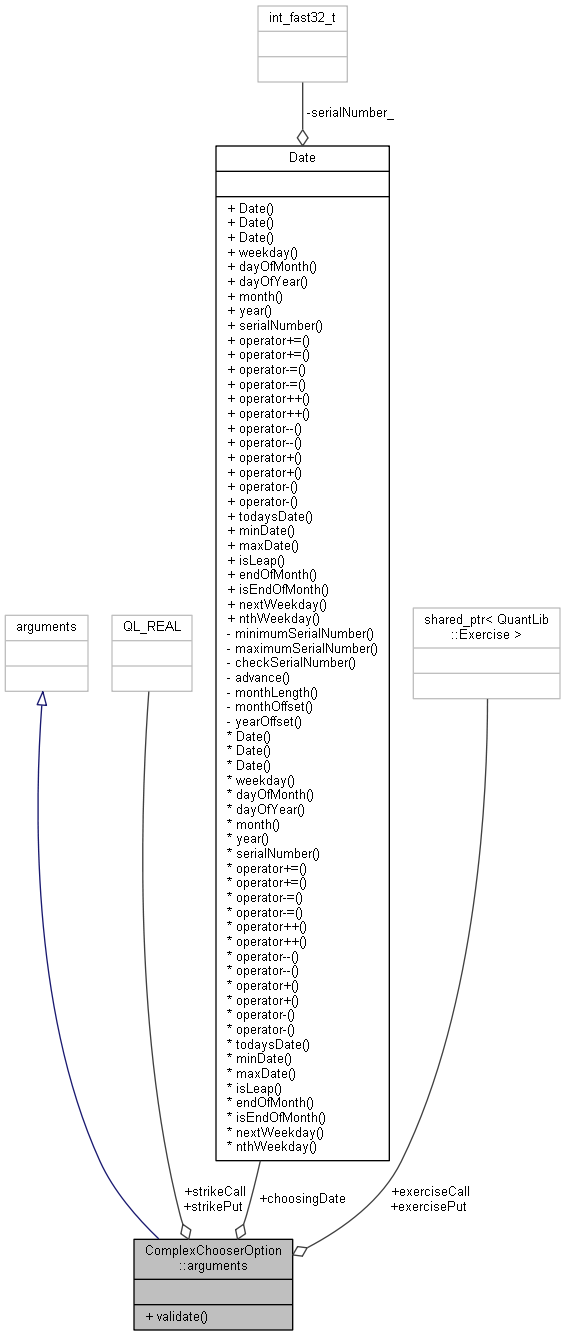 int_fast32_t
-serialNumber_
Date
+ Date()
+ Date()
+ Date()
+ weekday()
+ dayOfMonth()
+ dayOfYear()
+ month()
+ year()
+ serialNumber()
+ operator+=()
+ operator+=()
+ operator-=()
+ operator-=()
+ operator++()
+ operator++()
+ operator--()
+ operator--()
+ operator+()
+ operator+()
+ operator-()
+ operator-()
+ todaysDate()
+ minDate()
+ maxDate()
+ isLeap()
+ endOfMonth()
+ isEndOfMonth()
+ nextWeekday()
+ nthWeekday()
- minimumSerialNumber()
- maximumSerialNumber()
- checkSerialNumber()
- advance()
- monthLength()
- monthOffset()
- yearOffset()
* Date()
* Date()
* Date()
* weekday()
* dayOfMonth()
* dayOfYear()
* month()
* year()
* serialNumber()
* operator+=()
* operator+=()
* operator-=()
* operator-=()
* operator++()
* operator++()
* operator--()
* operator--()
* operator+()
* operator+()
* operator-()
* operator-()
* todaysDate()
* minDate()
* maxDate()
* isLeap()
* endOfMonth()
* isEndOfMonth()
* nextWeekday()
* nthWeekday()
arguments
QL_REAL
shared_ptr< QuantLib
::Exercise >
+strikeCall
+strikePut
+choosingDate
+exerciseCall
+exercisePut
ComplexChooserOption
::arguments
+ validate()